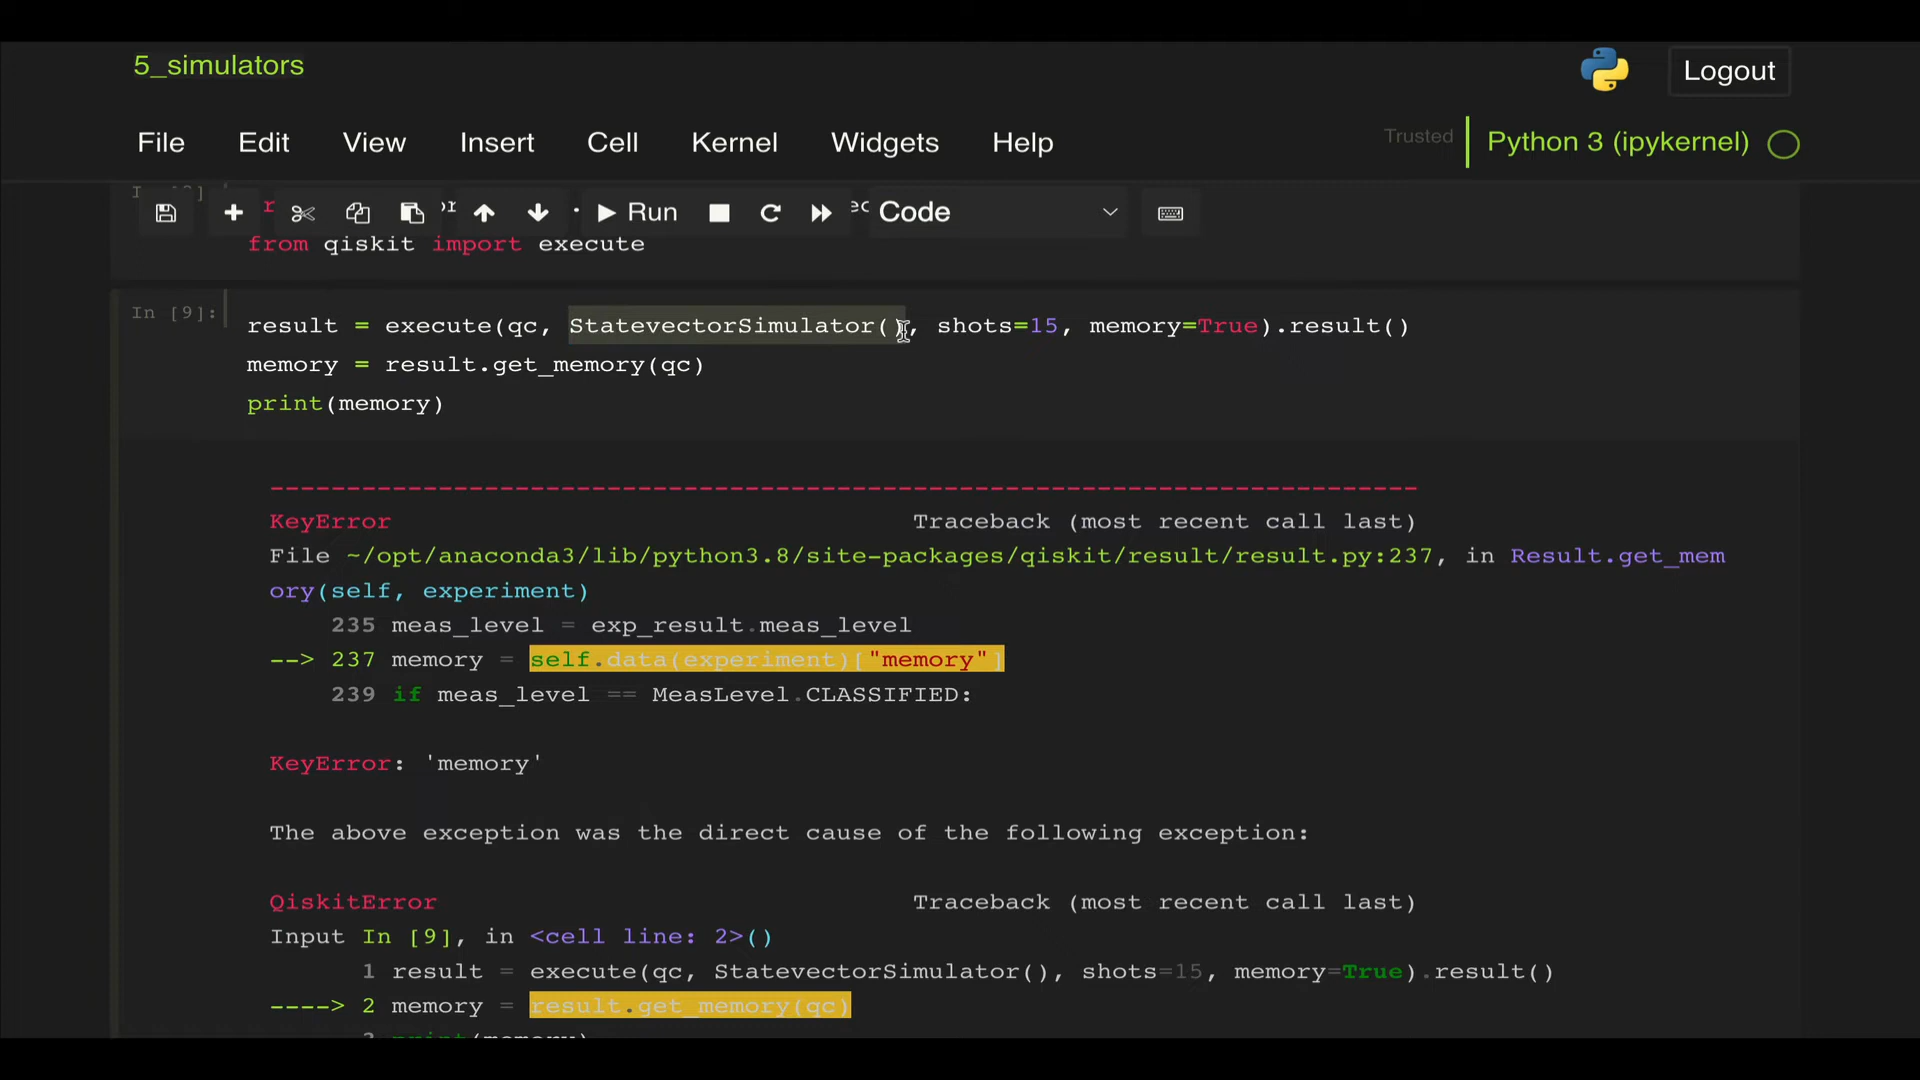 5_simulators
Logout
File Edit View Insert Cell Kernel Widgets Help
Trusted Python 3 (ipykernel)
Run Code
from qiskit import execute
In [9]:
result = execute(qc, StatevectorSimulator(), shots=15, memory=True).result()
memory = result.get_memory(qc)
print(memory)
---------------------------------------------------------------------------
KeyError Traceback (most recent call last)
File ~/opt/anaconda3/lib/python3.8/site-packages/qiskit/result/result.py:237, in Result.get_mem
ory(self, experiment)
235 meas_level = exp_result.meas_level
--> 237 memory = self.data(experiment)["memory"]
239 if meas_level == MeasLevel.CLASSIFIED:
KeyError: 'memory'
The above exception was the direct cause of the following exception:
QiskitError Traceback (most recent call last)
Input In [9], in <cell line: 2>()
1 result = execute(qc, StatevectorSimulator(), shots=15, memory=True).result()
----> 2 memory = result.get_memory(qc)
print(memory)